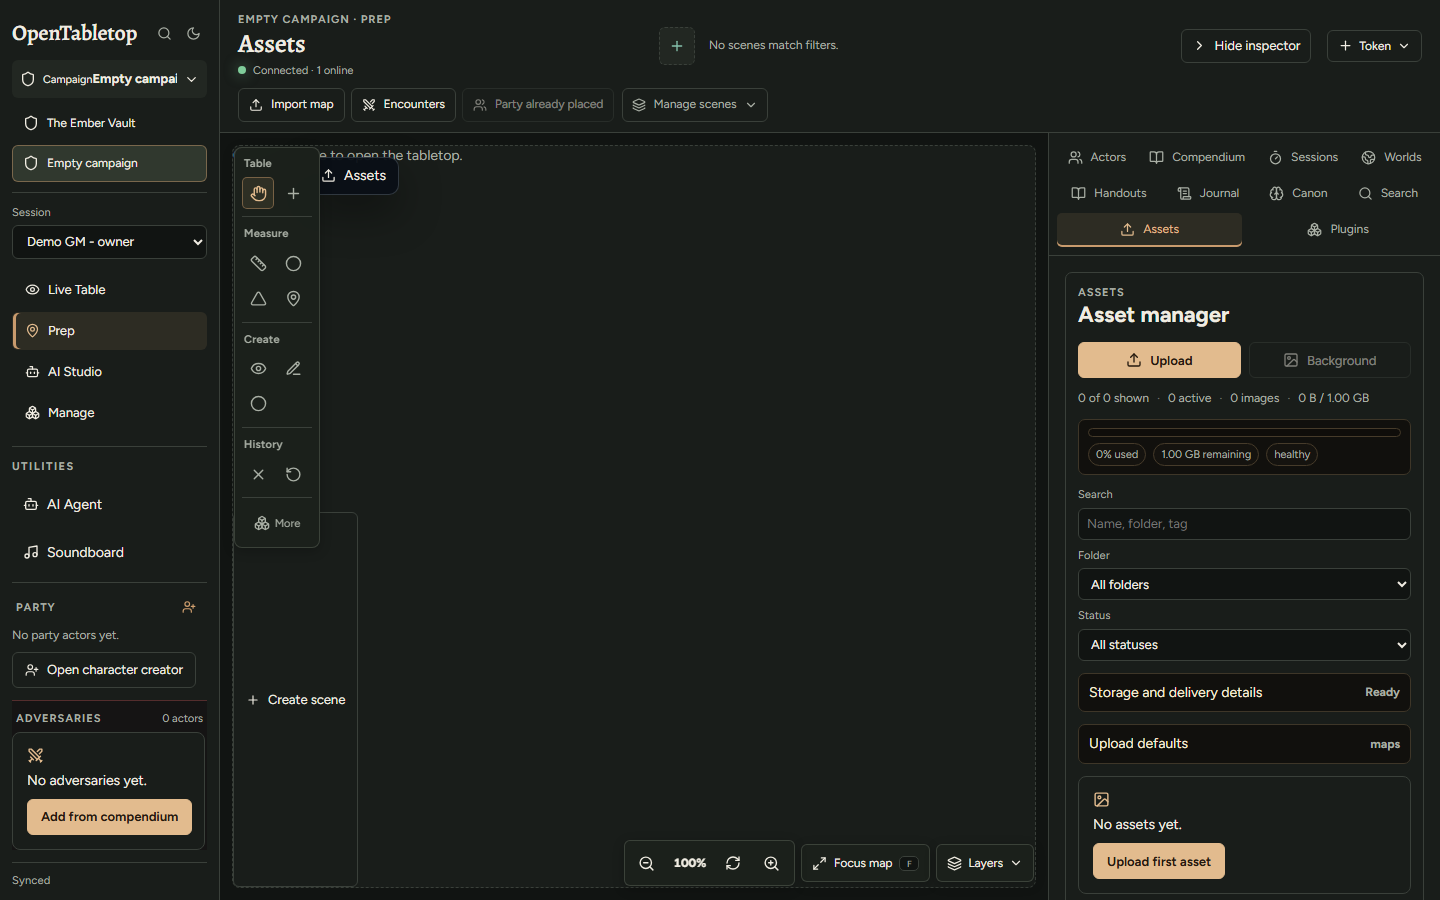 OpenTabletop
CampaignEmpty campai
The Ember Vault
Empty campaign
Session
Demo GM - owner
Live Table
Prep
AI Studio
Manage
UTILITIES
AI Agent
Soundboard
PARTY
No party actors yet.
Open character creator
ADVERSARIES 0 actors
No adversaries yet.
Add from compendium
Synced
EMPTY CAMPAIGN · PREP
Assets
Connected · 1 online
No scenes match filters.
Hide inspector
Token
Import map
Encounters
Party already placed
Manage scenes
e to open the tabletop.
Assets
Table
Measure
Create
History
More
Create scene
100%
Focus map F
Layers
Actors Compendium Sessions Worlds
Handouts Journal Canon Search
Assets Plugins
ASSETS
Asset manager
Upload Background
0 of 0 shown · 0 active · 0 images · 0 B / 1.00 GB
0% used 1.00 GB remaining healthy
Search
Name, folder, tag
Folder
All folders
Status
All statuses
Storage and delivery details Ready
Upload defaults maps
No assets yet.
Upload first asset